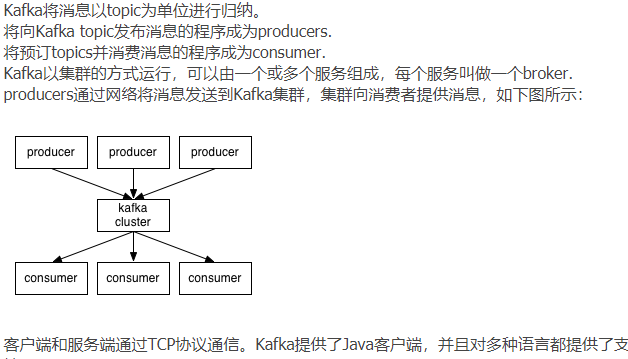 Kafka将消息以topic为单位进行归纳。
将向Kafka topic发布消息的程序成为producers.
将预订topics并消费消息的程序成为consumer.
Kafka以集群的方式运行，可以由一个或多个服务组成，每个服务叫做一个broker.
producers通过网络将消息发送到Kafka集群，集群向消费者提供消息，如下图所示：
producer producer producer
kafka
cluster
consumer consumer consumer
客户端和服务端通过TCP协议通信。Kafka提供了Java客户端，并且对多种语言都提供了支